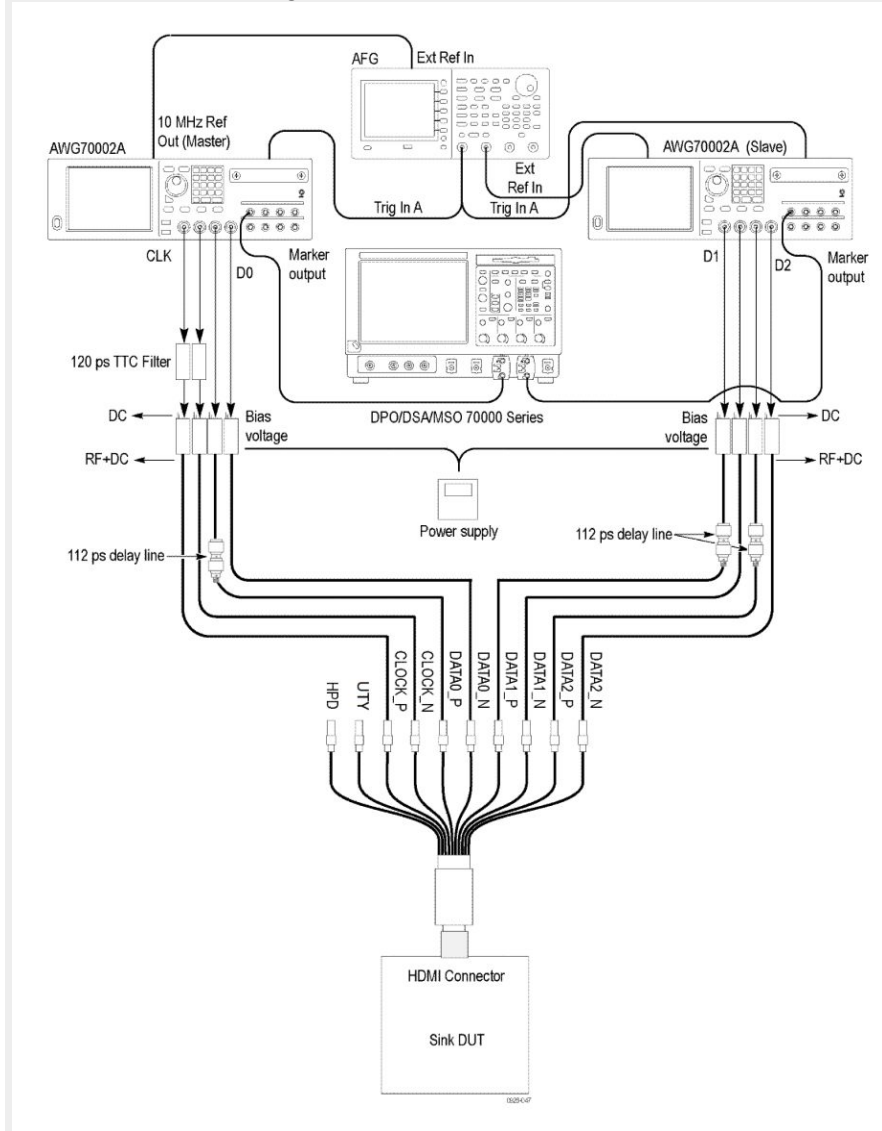 AFG
Ext Ref In
10 MHz Ref
Out (Master)
AWG70002A
AWG70002A (Slave)
Ext
Ref In
Trig In A
Trig In A
CLK
D0
Marker
output
D1
D2
Marker
output
120 ps TTC Filter
DPO/DSA/MSO 70000 Series
DC
Bias
voltage
RF+DC
Bias
voltage
DC
RF+DC
Power supply
112 ps delay line
112 ps delay line
HPD
UTY
CLOCK_P
CLOCK_N
DATA0_P
DATA0_N
DATA1_P
DATA1_N
DATA2_P
DATA2_N
HDMI Connector
Sink DUT